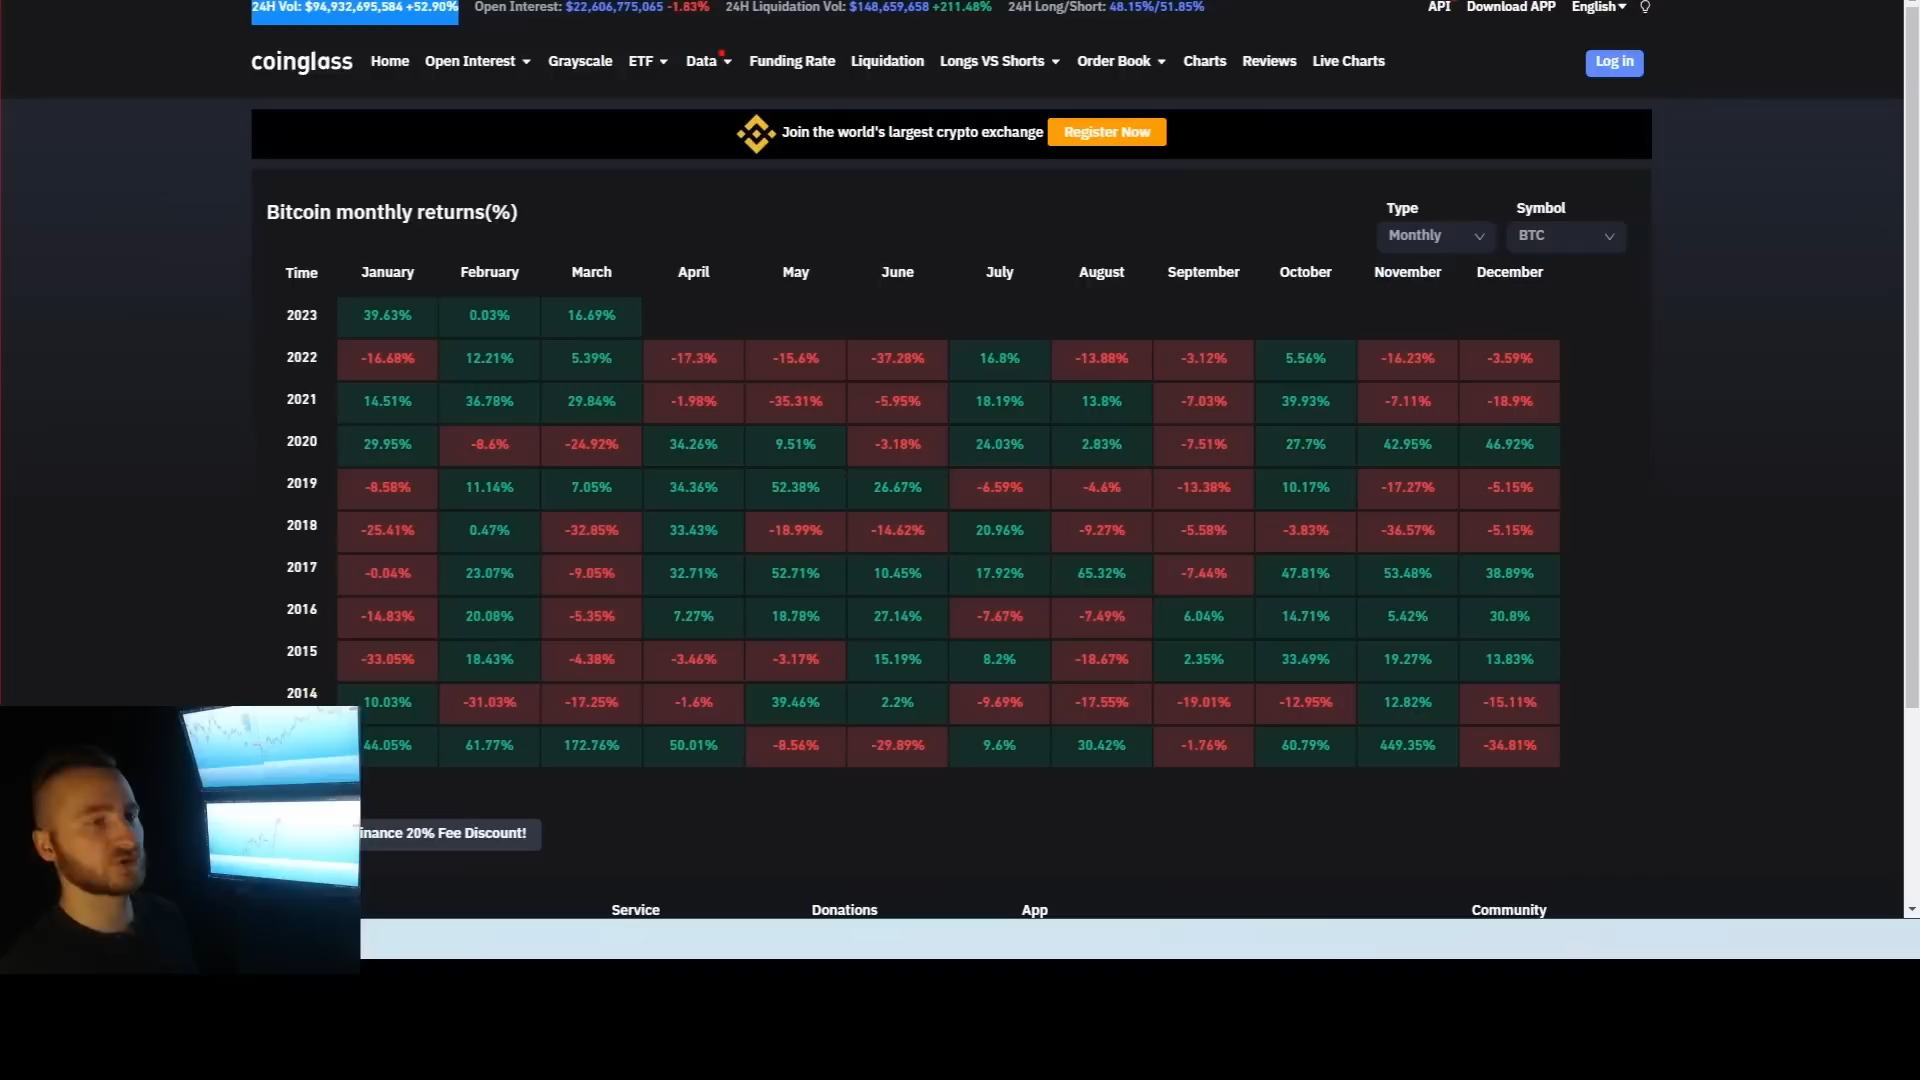 24H Vol: $94,932,695,584 +52.90% Open Interest: $22,606,775,065 -1.83% 24H Liquidation Vol: $148,659,658 +211.48% 24H Long/Short: 48.15%/51.85% API Download APP English
coinglass Home Open Interest Grayscale ETF Data Funding Rate Liquidation Longs VS Shorts Order Book Charts Reviews Live Charts Log in
Join the world's largest crypto exchange Register Now
Bitcoin monthly returns(%)
Type Symbol
Monthly BTC
Time January February March April May June July August September October November December
2023 39.63% 0.03% 16.69%
2022 -16.68% 12.21% 5.39% -17.3% -15.6% -37.28% 16.8% -13.88% -3.12% 5.56% -16.23% -3.59%
2021 14.51% 36.78% 29.84% -1.98% -35.31% -5.95% 18.19% 13.8% -7.03% 39.93% -7.11% -18.9%
2020 29.95% -8.6% -24.92% 34.26% 9.51% -3.18% 24.03% 2.83% -7.51% 27.7% 42.95% 46.92%
2019 -8.58% 11.14% 7.05% 34.36% 52.38% 26.67% -6.59% -4.6% -13.38% 10.17% -17.27% -5.15%
2018 -25.41% 0.47% -32.85% 33.43% -18.99% -14.62% 20.96% -9.27% -5.58% -3.83% -36.57% -5.15%
2017 -0.04% 23.07% -9.05% 32.71% 52.71% 10.45% 17.92% 65.32% -7.44% 47.81% 53.48% 38.89%
2016 -14.83% 20.08% -5.35% 7.27% 18.78% 27.14% -7.67% -7.49% 6.04% 14.71% 5.42% 30.8%
2015 -33.05% 18.43% -4.38% -3.46% -3.17% 15.19% 8.2% -18.67% 2.35% 33.49% 19.27% 13.83%
2014 10.03% -31.03% -17.25% -1.6% 39.46% 2.2% -9.69% -17.55% -19.01% -12.95% 12.82% -15.11%
44.05% 61.77% 172.76% 50.01% -8.56% -29.89% 9.6% 30.42% -1.76% 60.79% 449.35% -34.81%
inance 20% Fee Discount!
Service Donations App Community